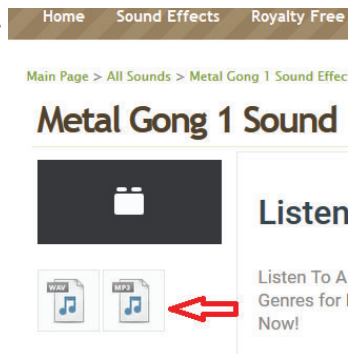 Home Sound Effects Royalty Free
Main Page > All Sounds > Metal Gong 1 Sound Effec
Metal Gong 1 Sound
Listen
WAV MP3
Listen To A
Genres for
Now!